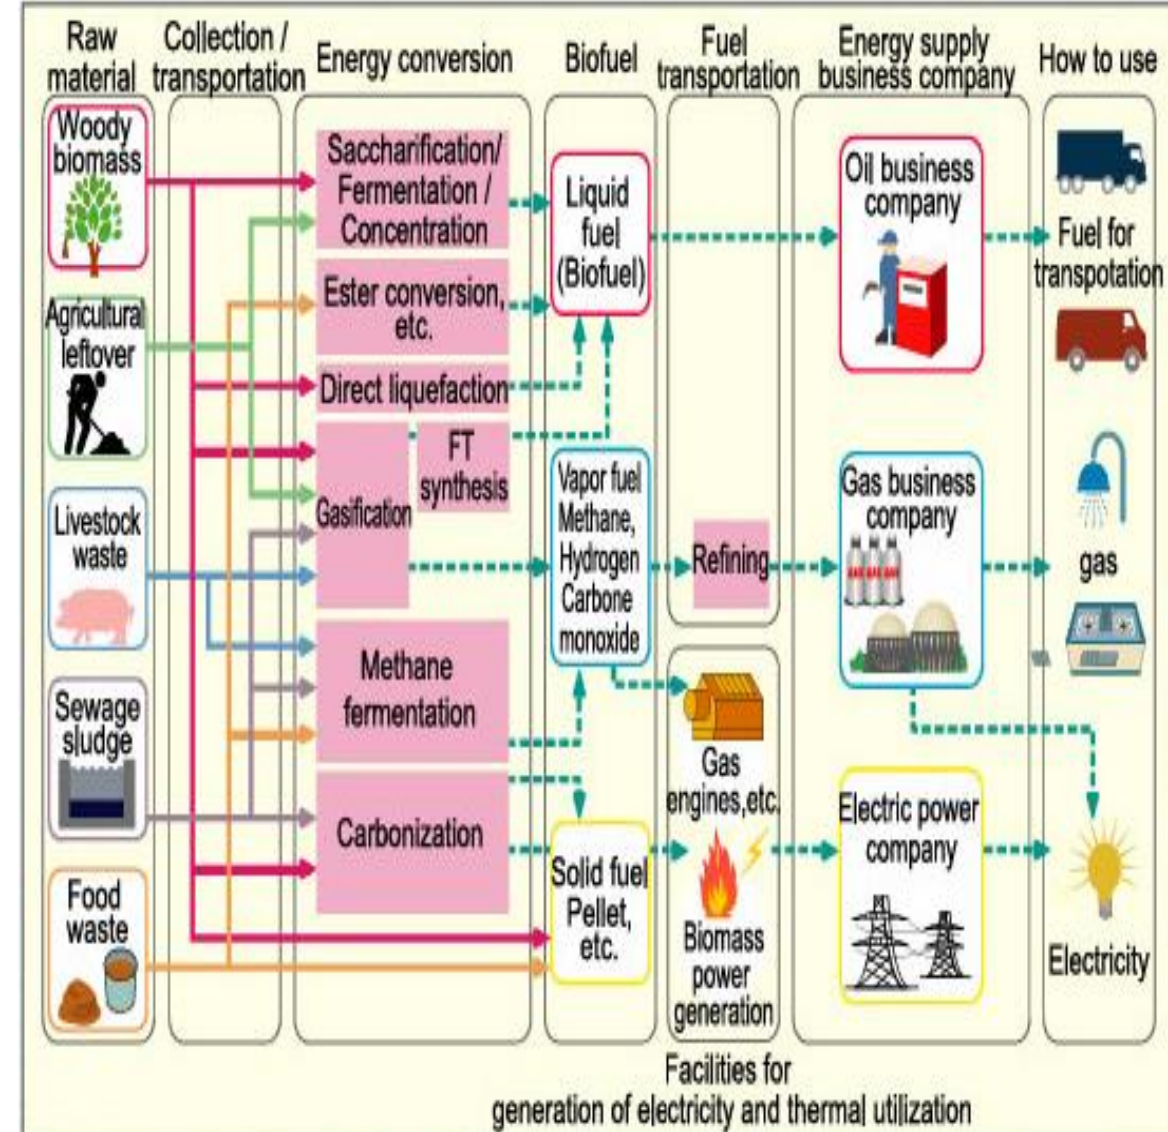 Raw
material
Collection /
transportation
Energy conversion
Biofuel
Fuel
transportation
Energy supply
business company
How to use
Woody
biomass
Agricultural
leftover
Livestock
waste
Sewage
sludge
Food
waste
Saccharification/
Fermentation /
Concentration
Ester conversion,
etc.
Direct liquefaction
Gasification
FT
synthesis
Methane
fermentation
Carbonization
Liquid
fuel
(Biofuel)
Vapor fuel
Methane,
Hydrogen
Carbone
monoxide
Solid fuel
Pellet,
etc.
Refining
Gas
engines,etc.
Biomass
power
generation
Oil business
company
Gas business
company
GAS GAS GAS
Electric power
company
Fuel for
transpotation
gas
Electricity
Facilities for
generation of electricity and thermal utilization